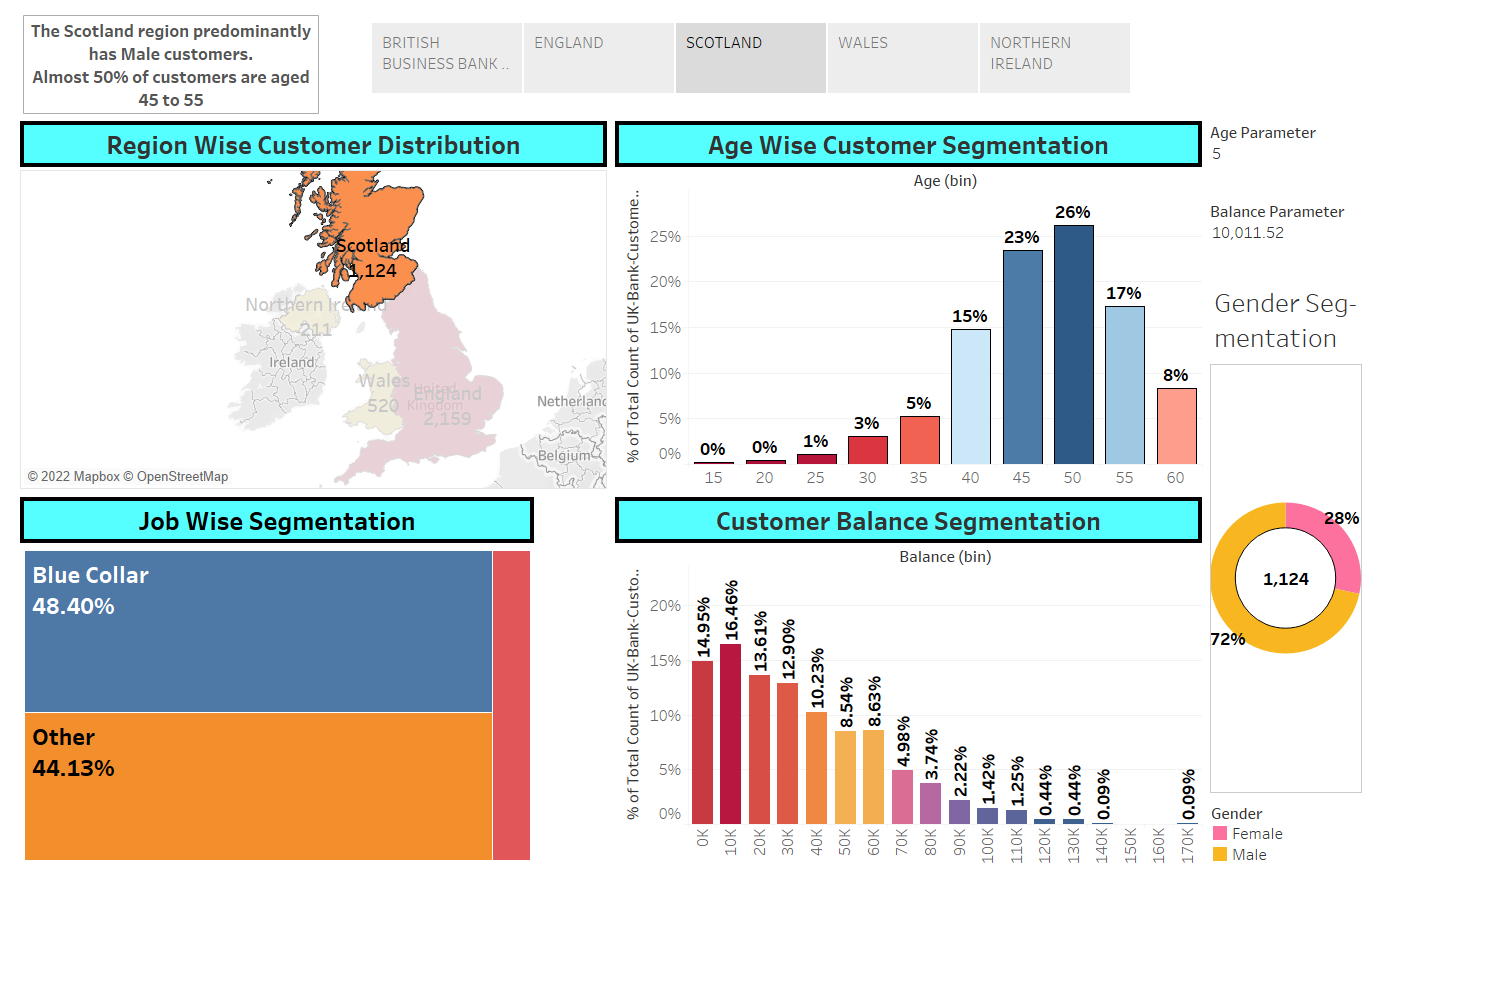 The Scotland region predominantly
has Male customers.
Almost 50% of customers are aged
45 to 55
BRITISH
BUSINESS BANK ..
ENGLAND
SCOTLAND
WALES
NORTHERN
IRELAND
Region Wise Customer Distribution
Scotland
1,124
Northern Ireland
211
Ireland
Wales
520
United
Kingdom
England
2,159
Netherland
Belgium
© 2022 Mapbox © OpenStreetMap
Age Wise Customer Segmentation
Age (bin)
% of Total Count of UK-Bank-Custome..
25%
20%
15%
10%
5%
0%
0%
0%
1%
3%
5%
15%
23%
26%
17%
8%
15
20
25
30
35
40
45
50
55
60
Age Parameter
5
Balance Parameter
10,011.52
Gender Seg-
mentation
28%
1,124
72%
Gender
Female
Male
Job Wise Segmentation
Blue Collar
48.40%
Other
44.13%
Customer Balance Segmentation
Balance (bin)
% of Total Count of UK-Bank-Custo..
20%
15%
10%
5%
0%
14.95%
16.46%
13.61%
12.90%
10.23%
8.54%
8.63%
4.98%
3.74%
2.22%
1.42%
1.25%
0.44%
0.44%
0.09%
0.09%
0K
10K
20K
30K
40K
50K
60K
70K
80K
90K
100K
110K
120K
130K
140K
150K
160K
170K